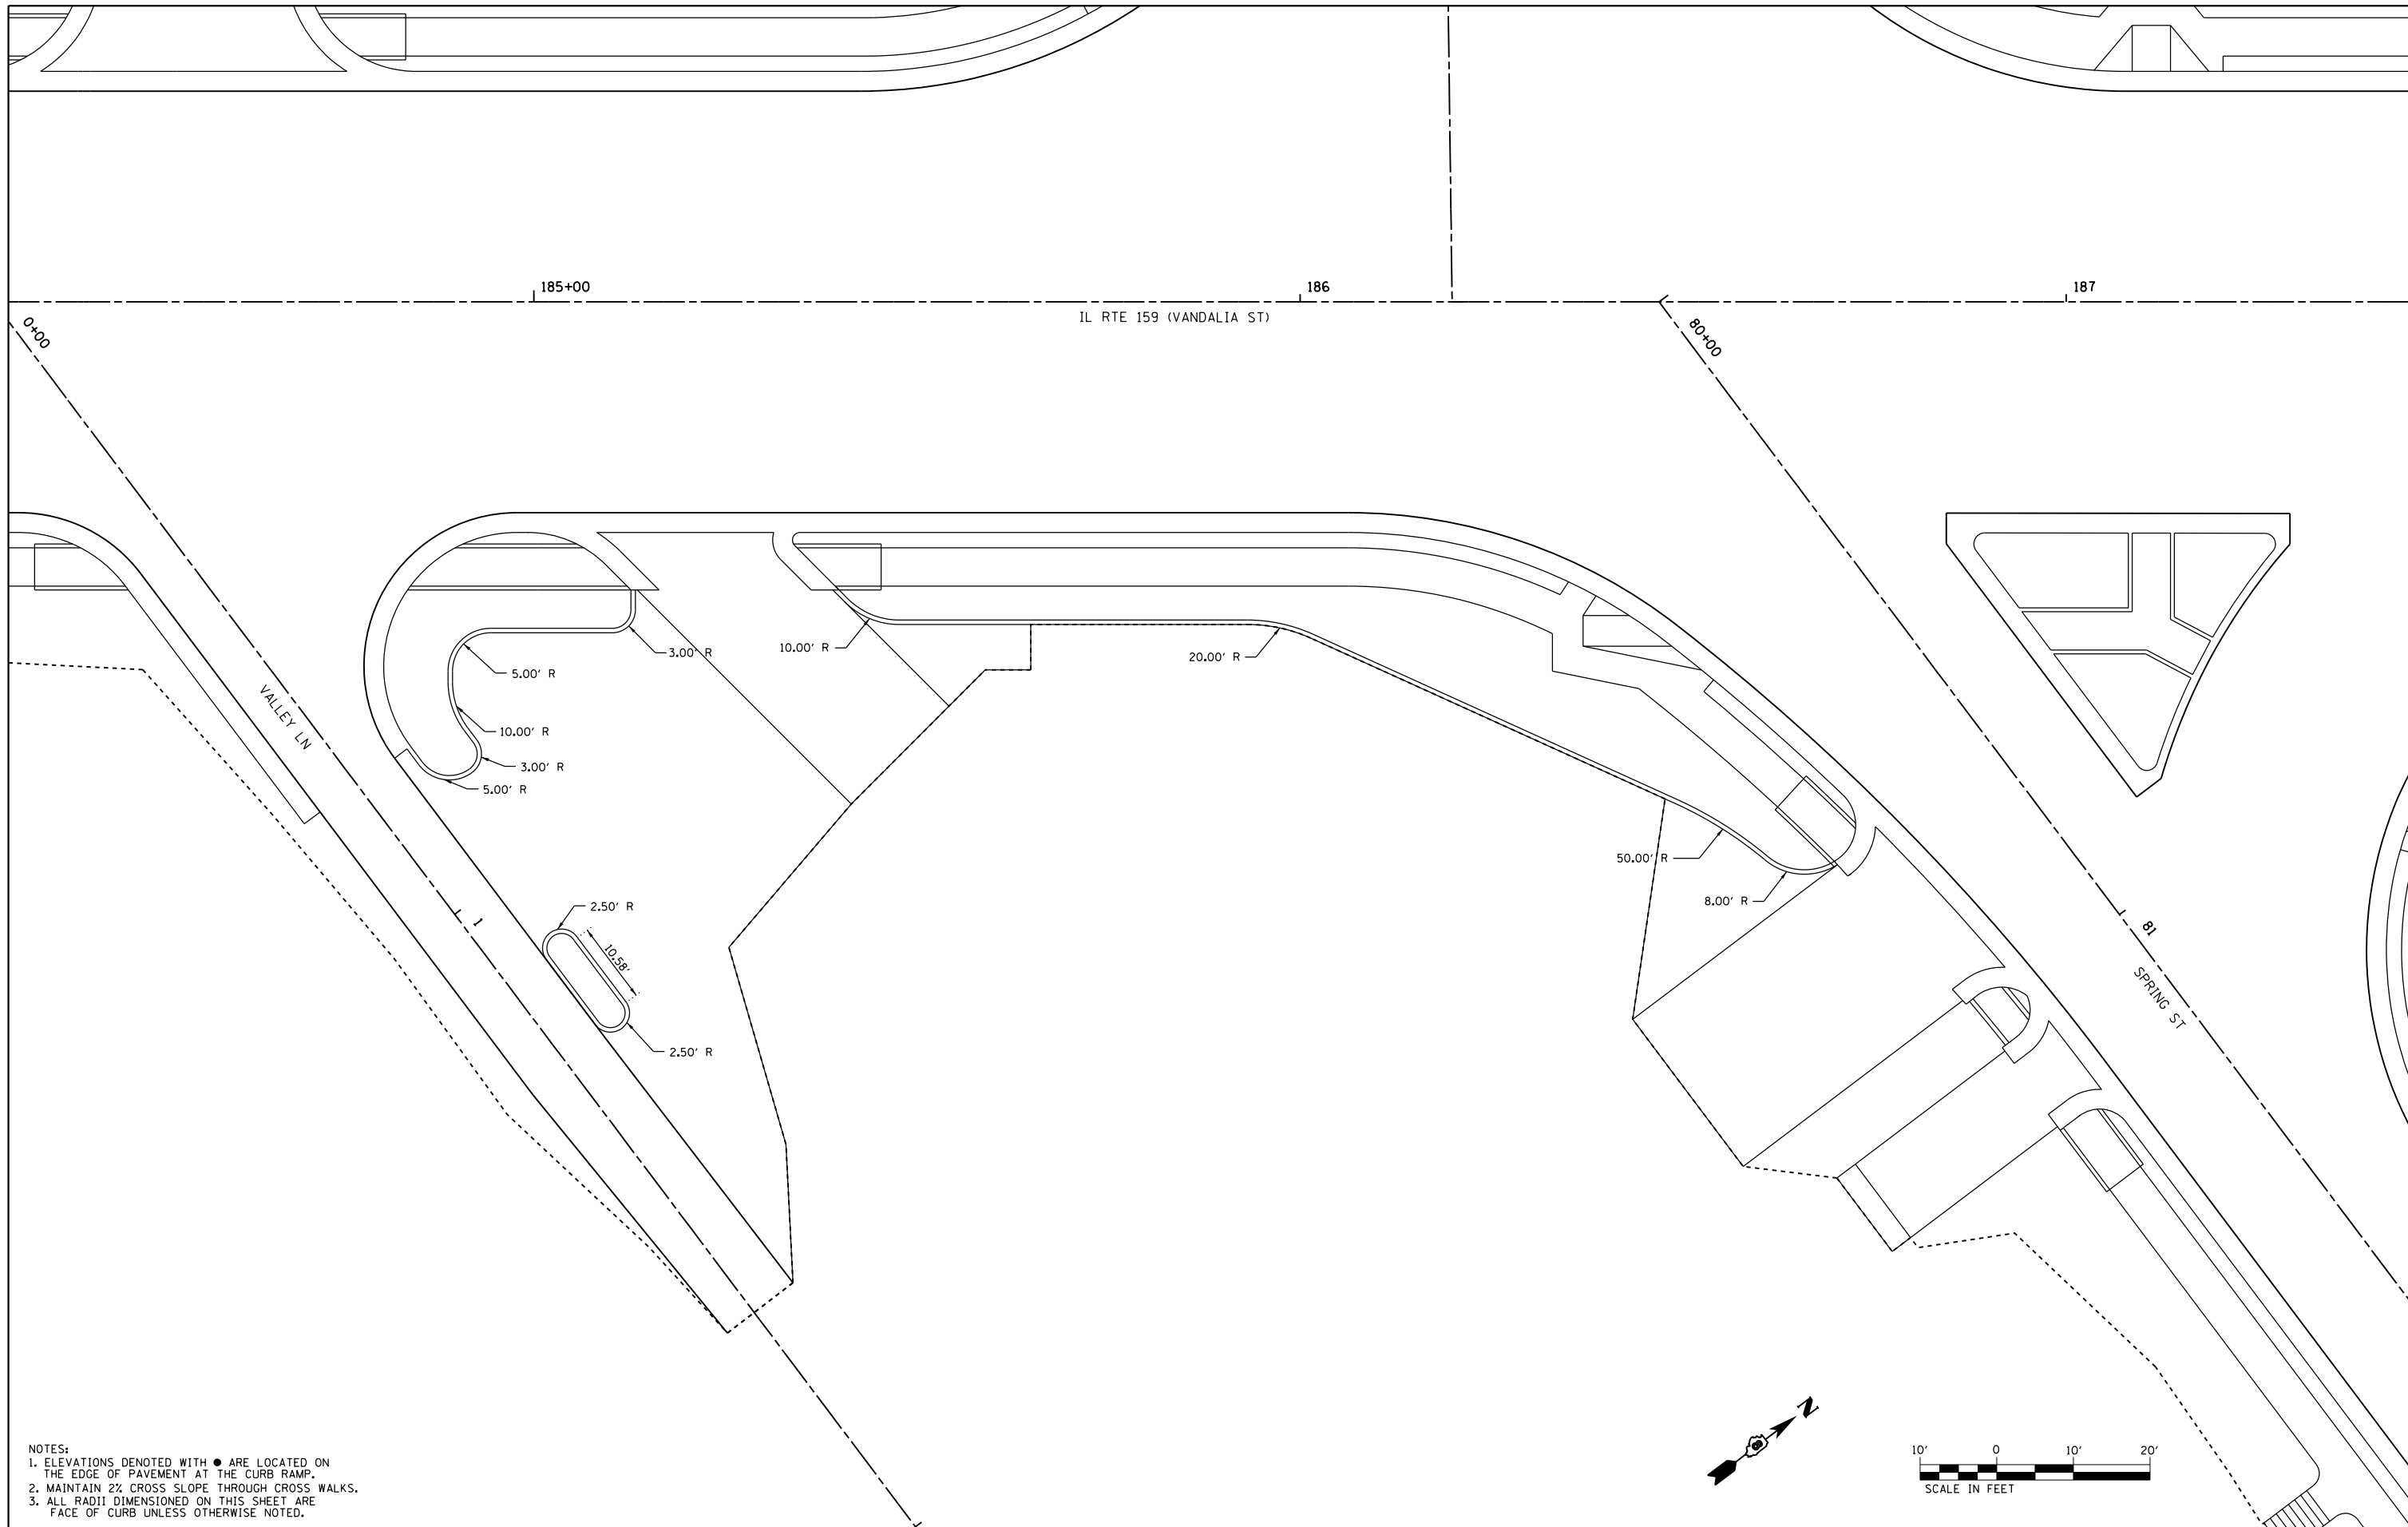 185+00
186
187
IL RTE 159 (VANDALIA ST)
0+00
80+00
VALLEY LN
3.00' R
10.00' R
20.00' R
5.00' R
10.00' R
3.00' R
5.00' R
50.00' R
8.00' R
1
2.50' R
10.58'
2.50' R
81
SPRING ST
N
8
NOTES:
1. ELEVATIONS DENOTED WITH ● ARE LOCATED ON
THE EDGE OF PAVEMENT AT THE CURB RAMP.
2. MAINTAIN 2% CROSS SLOPE THROUGH CROSS WALKS.
3. ALL RADII DIMENSIONED ON THIS SHEET ARE
FACE OF CURB UNLESS OTHERWISE NOTED.
10' 0 10' 20'
SCALE IN FEET